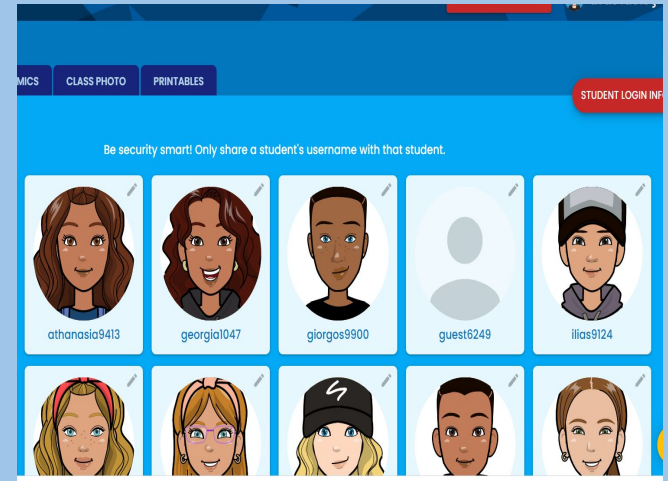 MICS CLASS PHOTO PRINTABLES
STUDENT LOGIN INF
Be security smart! Only share a student's username with that student.
athanasia9413 georgia1047 giorgos9900 guest6249 ilias9124